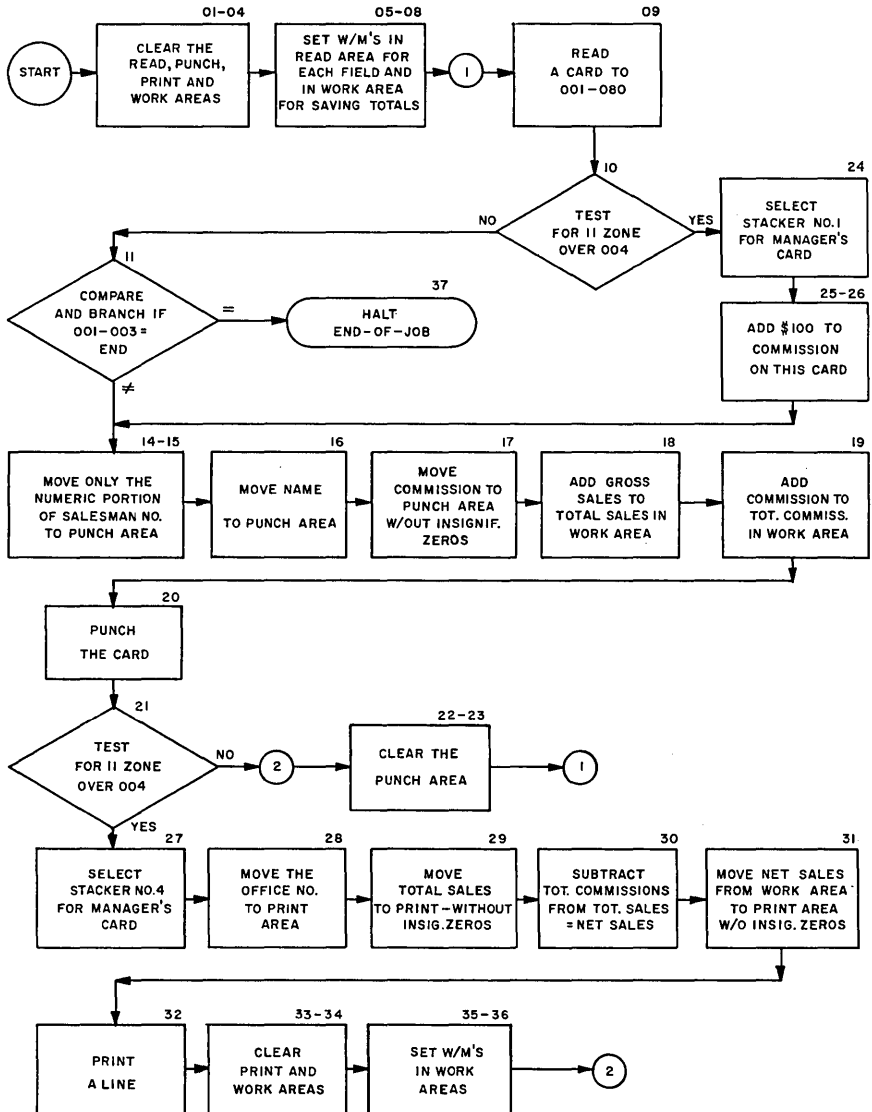 START
01-04
CLEAR THE
READ, PUNCH,
PRINT AND
WORK AREAS
05-08
SET W/M'S IN
READ AREA FOR
EACH FIELD AND
IN WORK AREA
FOR SAVING TOTALS
1
09
READ
A CARD TO
001-080
10
TEST
FOR 11 ZONE
OVER 004
NO
YES
24
SELECT
STACKER NO.1
FOR MANAGER'S
CARD
25-26
ADD $100 TO
COMMISSION
ON THIS CARD
11
COMPARE
AND BRANCH IF
001-003 =
END
=
≠
37
HALT
END-OF-JOB
14-15
MOVE ONLY THE
NUMERIC PORTION
OF SALESMAN NO.
TO PUNCH AREA
16
MOVE NAME
TO PUNCH AREA
17
MOVE
COMMISSION TO
PUNCH AREA
W/OUT INSIGNIF.
ZEROS
18
ADD GROSS
SALES TO
TOTAL SALES IN
WORK AREA
19
ADD
COMMISSION TO
TOT. COMMISS.
IN WORK AREA
20
PUNCH
THE CARD
21
TEST
FOR 11 ZONE
OVER 004
NO
YES
2
22-23
CLEAR THE
PUNCH AREA
1
27
SELECT
STACKER NO.4
FOR MANAGER'S
CARD
28
MOVE THE
OFFICE NO.
TO PRINT
AREA
29
MOVE
TOTAL SALES
TO PRINT-WITHOUT
INSIG. ZEROS
30
SUBTRACT
TOT. COMMISSIONS
FROM TOT. SALES
= NET SALES
31
MOVE NET SALES
FROM WORK AREA
TO PRINT AREA
W/O INSIG. ZEROS
32
PRINT
A LINE
33-34
CLEAR
PRINT AND
WORK AREAS
35-36
SET W/M'S
IN WORK
AREAS
2